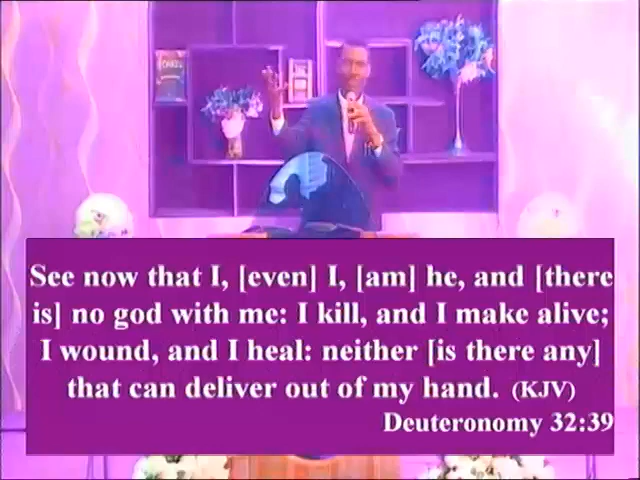 See now that I, [even] I, [am] he, and [there
is] no god with me: I kill, and I make alive;
I wound, and I heal: neither [is there any]
that can deliver out of my hand. (KJV)
Deuteronomy 32:39